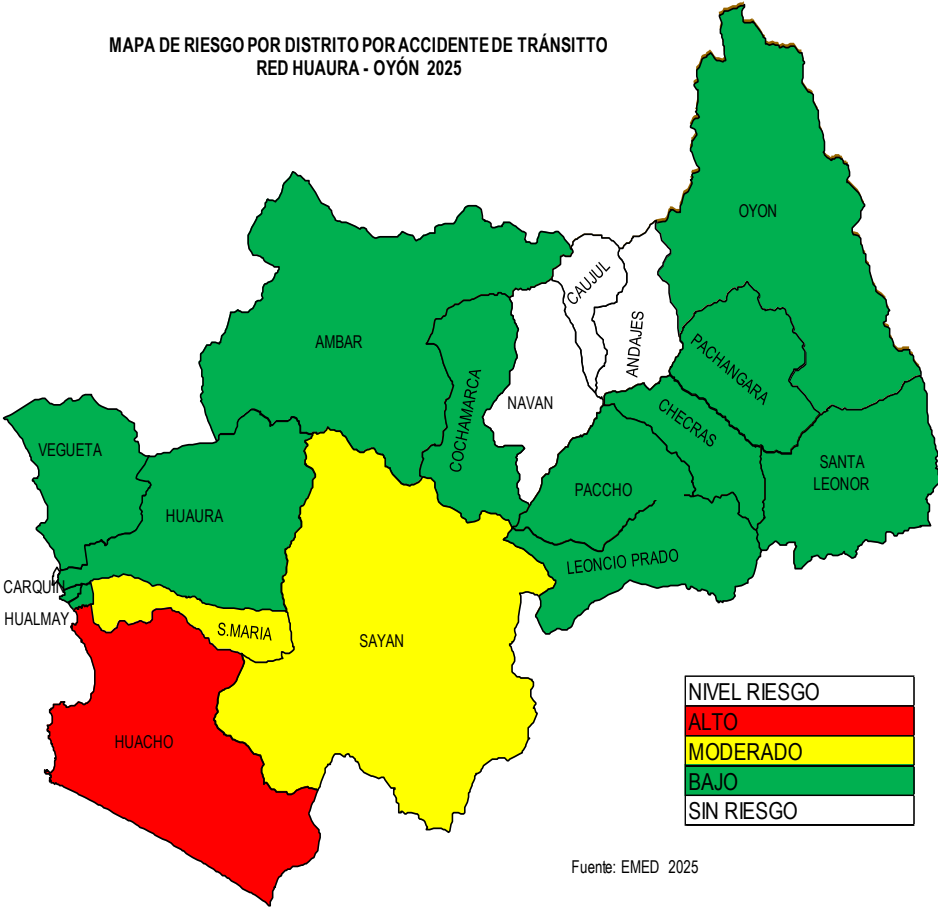 MAPA DE RIESGO POR DISTRITO POR ACCIDENTE DE TRÁNSITTO
RED HUAURA - OYÓN 2025
OYON
CAUJUL
ANDAJES
AMBAR
PACHANGARA
COCHAMARCA
NAVAN
CHECRAS
VEGUETA
SANTA
LEONOR
PACCHO
HUAURA
LEONCIO PRADO
CARQUIN
HUALMAY
S.MARIA
SAYAN
HUACHO
NIVEL RIESGO
ALTO
MODERADO
BAJO
SIN RIESGO
Fuente: EMED 2025